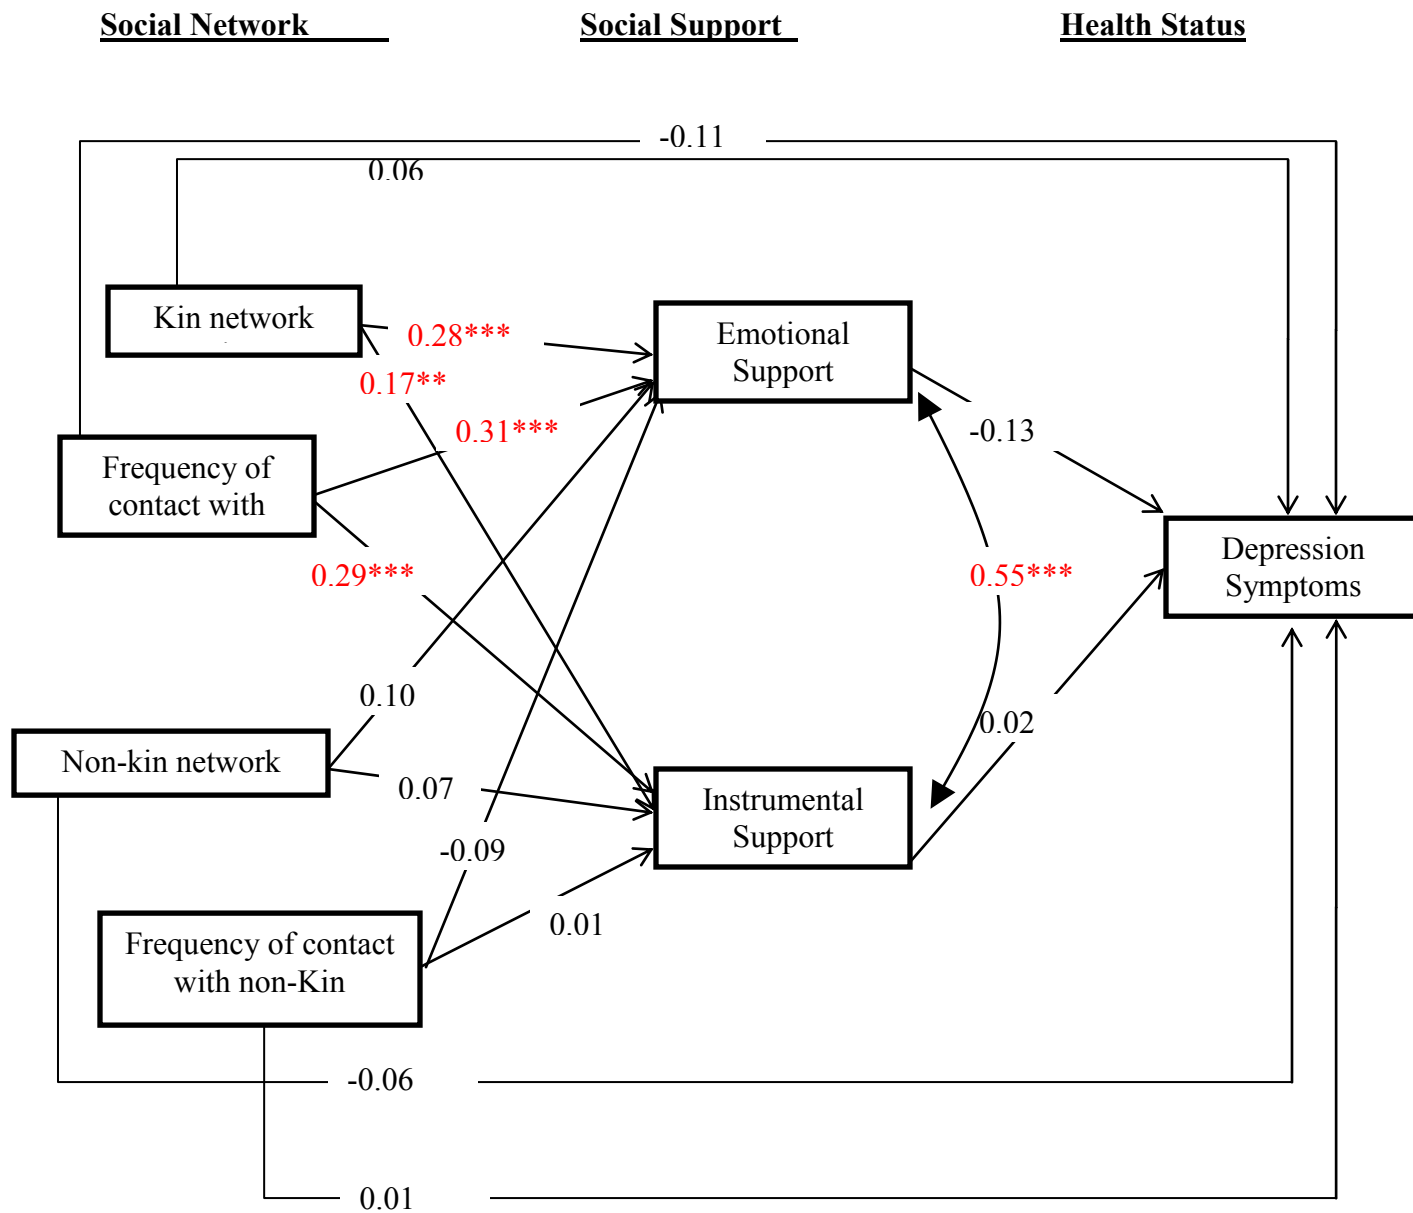 Social Network
Social Support
Health Status
-0.11
0.06
Kin network
0.28***
Emotional
Support
0.17**
0.31***
-0.13
Frequency of
contact with
0.29***
0.55***
Depression
Symptoms
0.10
0.02
Non-kin network
0.07
Instrumental
Support
-0.09
0.01
Frequency of contact
with non-Kin
-0.06
0.01